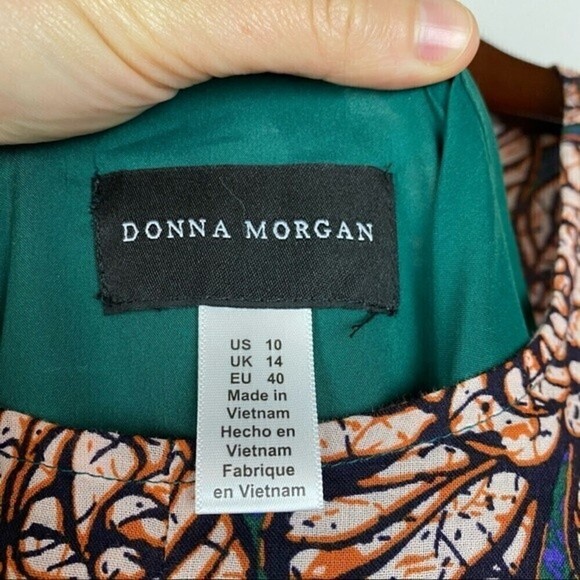 DONNA MORGAN
US 10
UK 14
EU 40
Made in
Vietnam
Hecho en
Vietnam
Fabrique
en Vietnam